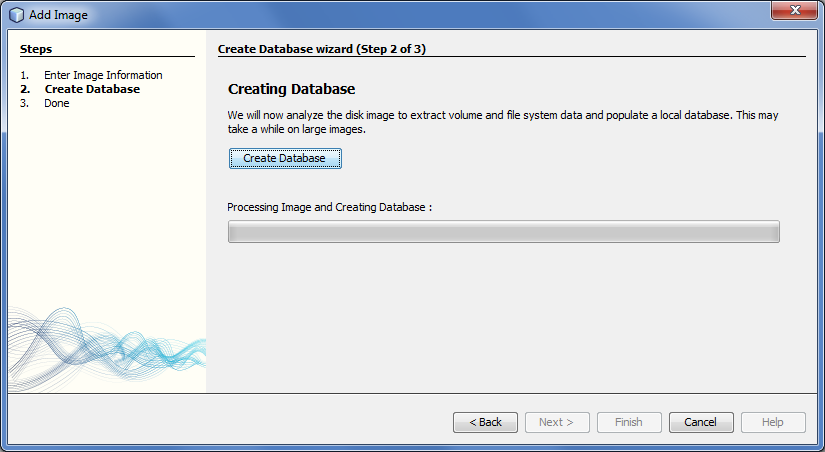 Add Image
Steps
1. Enter Image Information
2. Create Database
3. Done
Create Database wizard (Step 2 of 3)
Creating Database
We will now analyze the disk image to extract volume and file system data and populate a local database. This may
take a while on large images.
Create Database
Processing Image and Creating Database :
< Back
Next >
Finish
Cancel
Help